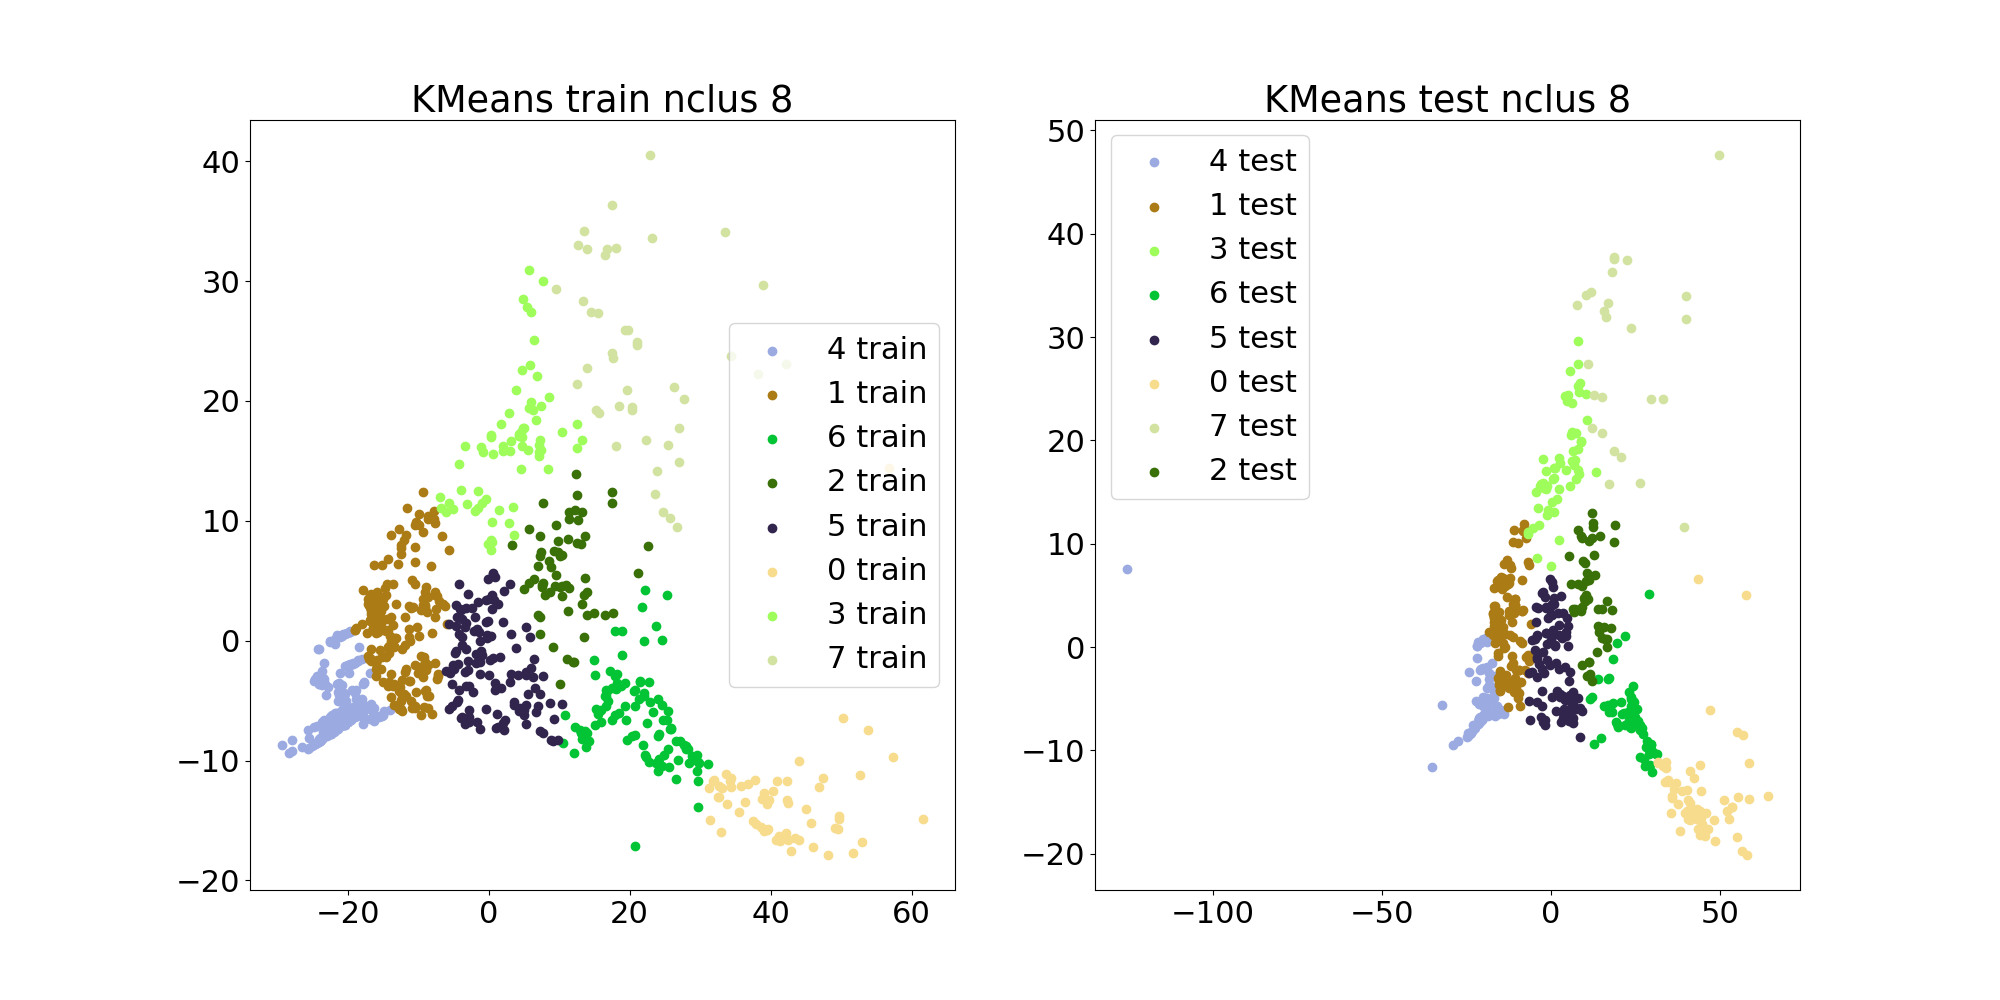 KMeans train nclus 8
40
30
20
10
0
−10
−20
−20 0 20 40 60
4 train
1 train
6 train
2 train
5 train
0 train
3 train
7 train
KMeans test nclus 8
50
40
30
20
10
0
−10
−20
−100 −50 0 50
4 test
1 test
3 test
6 test
5 test
0 test
7 test
2 test